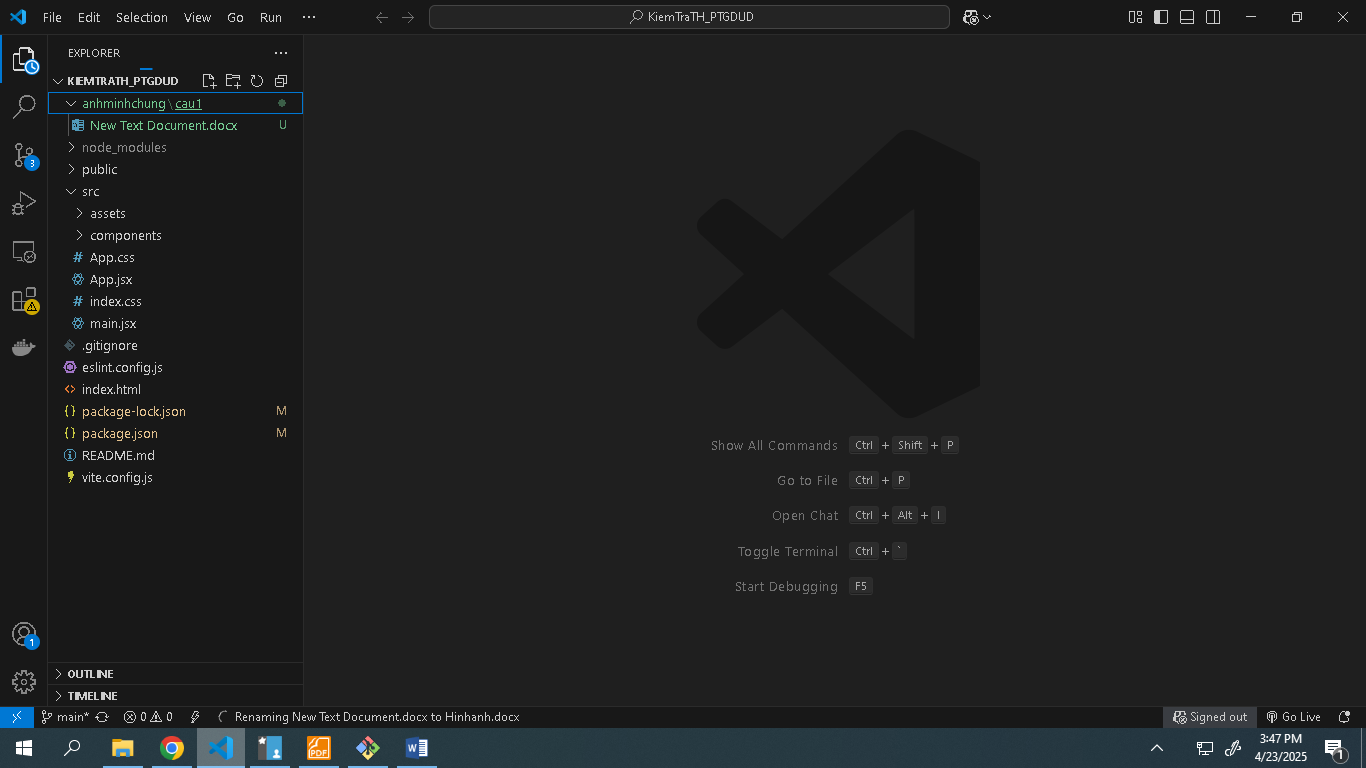 File Edit Selection View Go Run ···
KiemTraTH_PTGDUD
EXPLORER
KIEMTRATH_PTGDUD
anhminhchung\cau1
New Text Document.docx U
node_modules
public
src
assets
components
# App.css
App.jsx
# index.css
main.jsx
.gitignore
eslint.config.js
<> index.html
{} package-lock.json M
{} package.json M
README.md
vite.config.js
3
1
OUTLINE
TIMELINE
Show All Commands Ctrl + Shift + P
Go to File Ctrl + P
Open Chat Ctrl + Alt + I
Toggle Terminal Ctrl + `
Start Debugging F5
main* 0 0 Renaming New Text Document.docx to Hinhanh.docx
Signed out Go Live
3:47 PM
4/23/2025
1
PDF
W